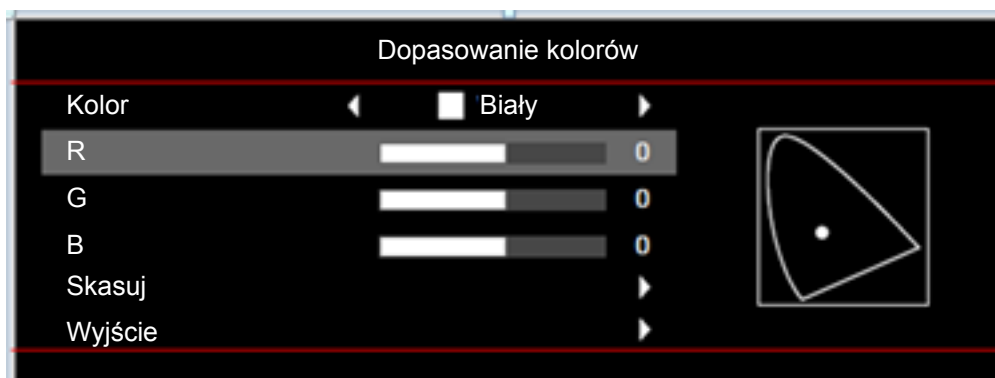 Dopasowanie kolorów
Kolor Biały
R 0
G 0
B 0
Skasuj
Wyjście